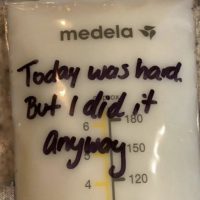 medela
Today was hard.
But I did it
Anyway
6 180
5 150
4 120